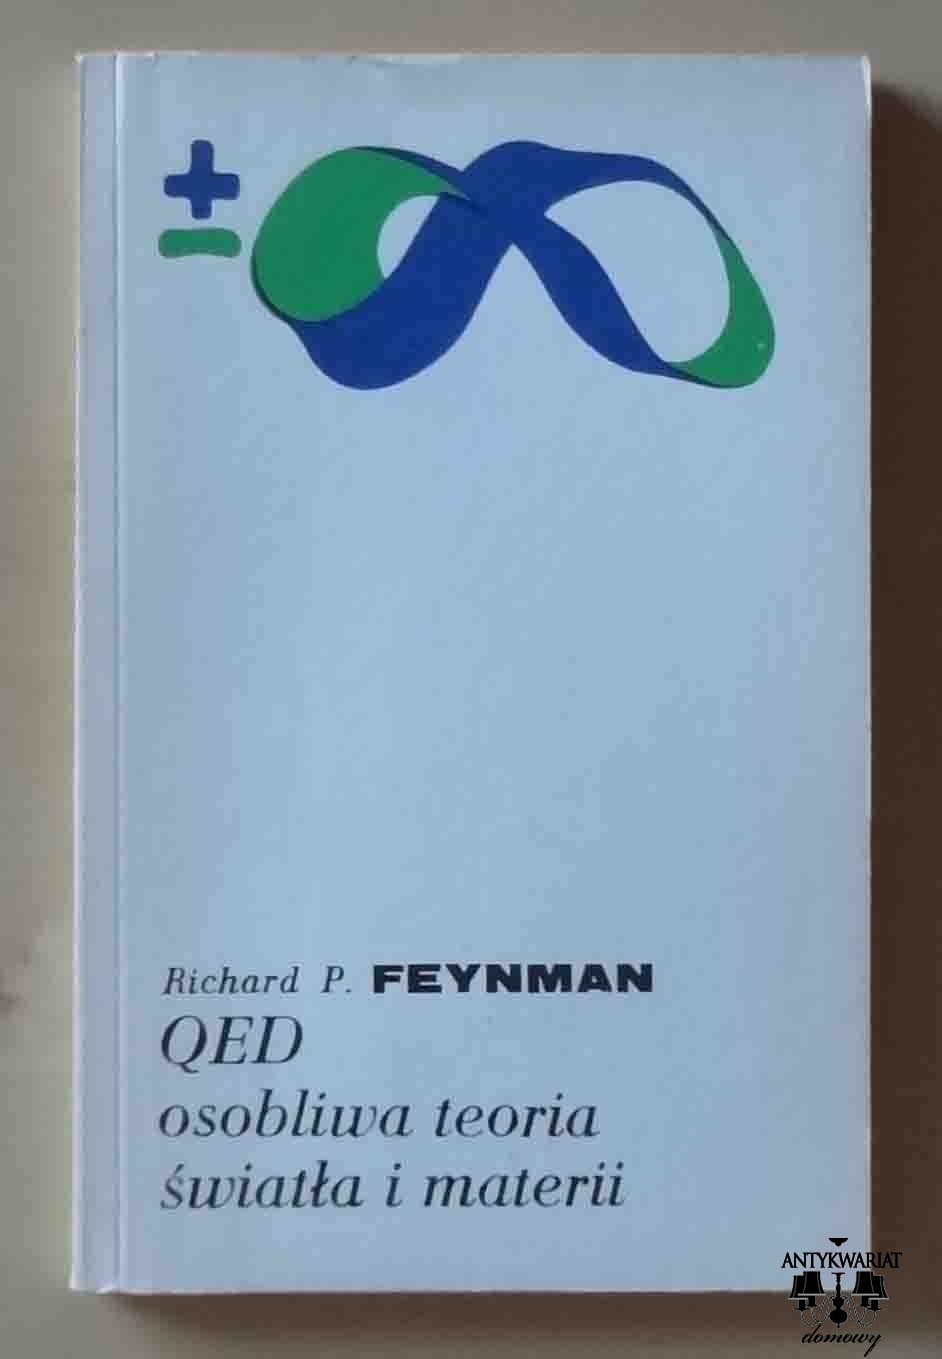 ±
Richard P. FEYNMAN
QED
osobliwa teoria
światła i materii
ANTYKWARIAT
domowy